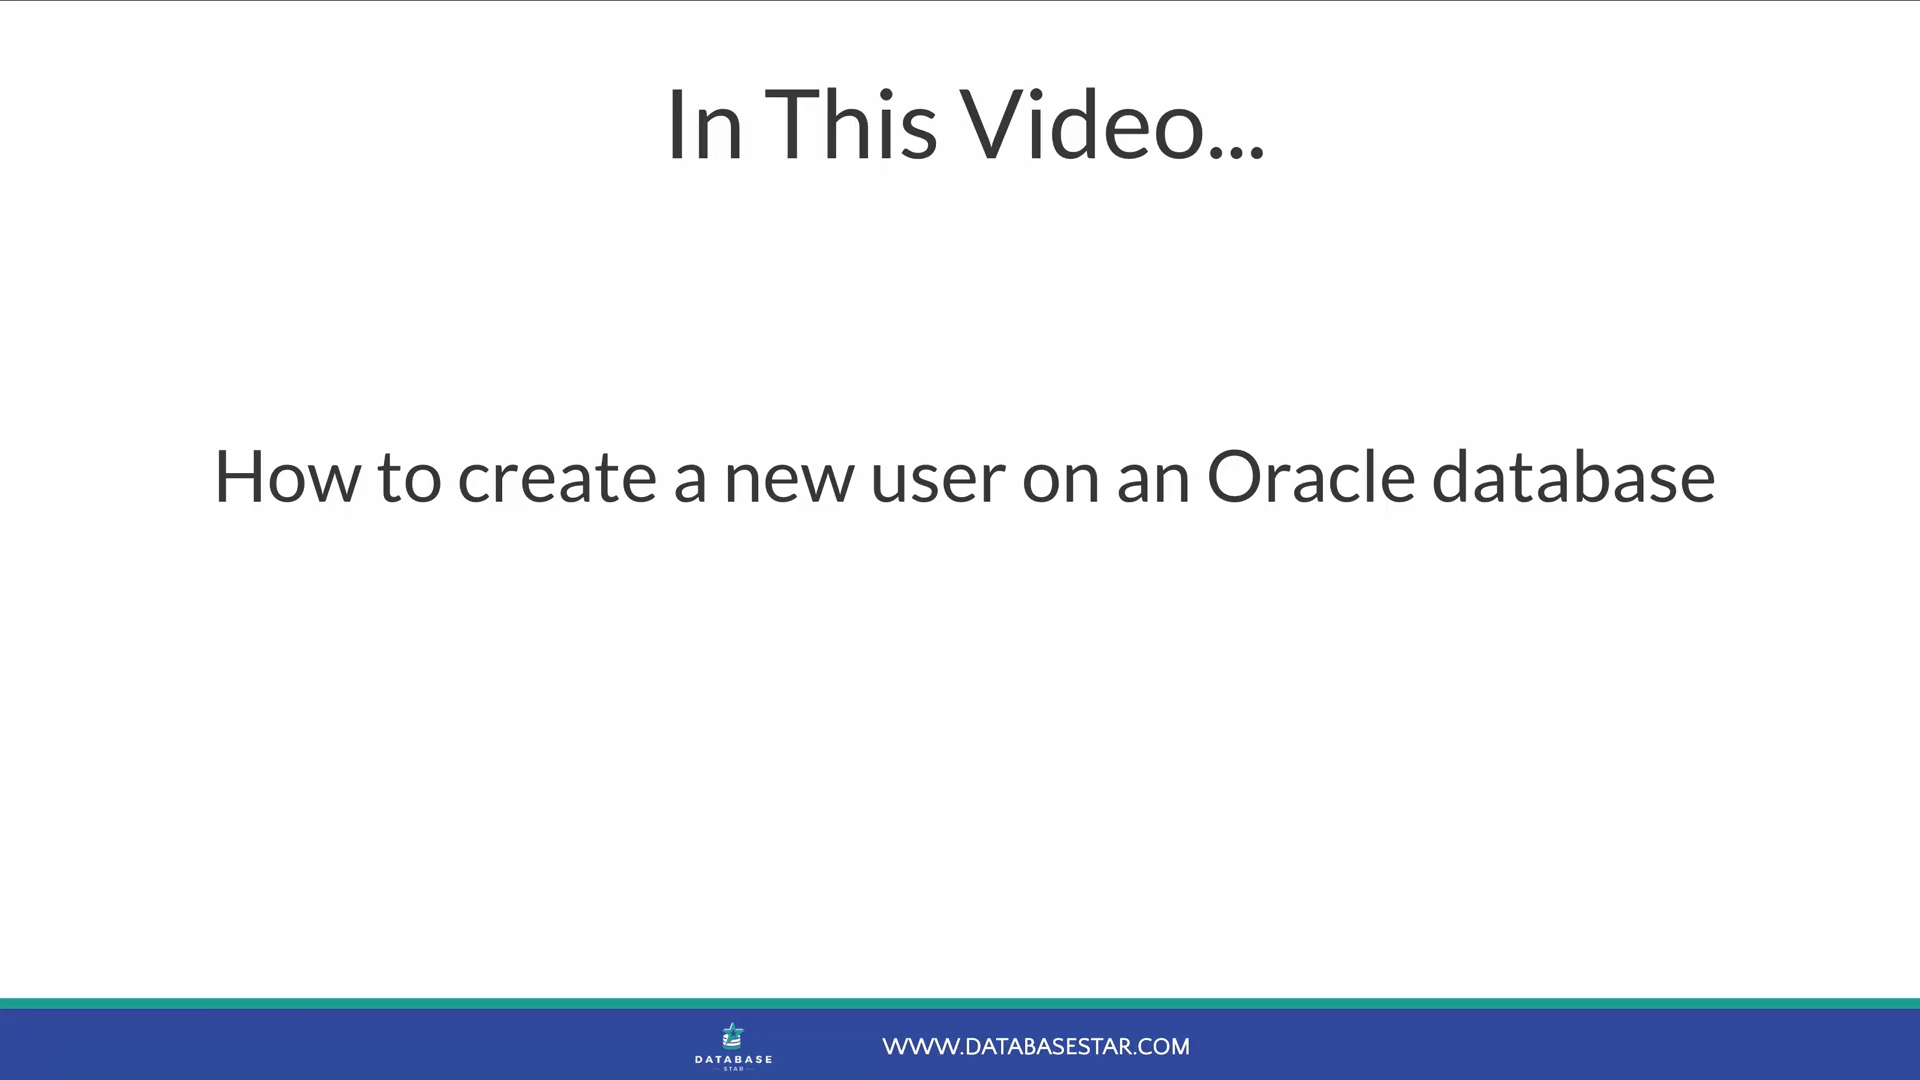 In This Video...
How to create a new user on an Oracle database
DATABASE
STAR
WWW.DATABASESTAR.COM